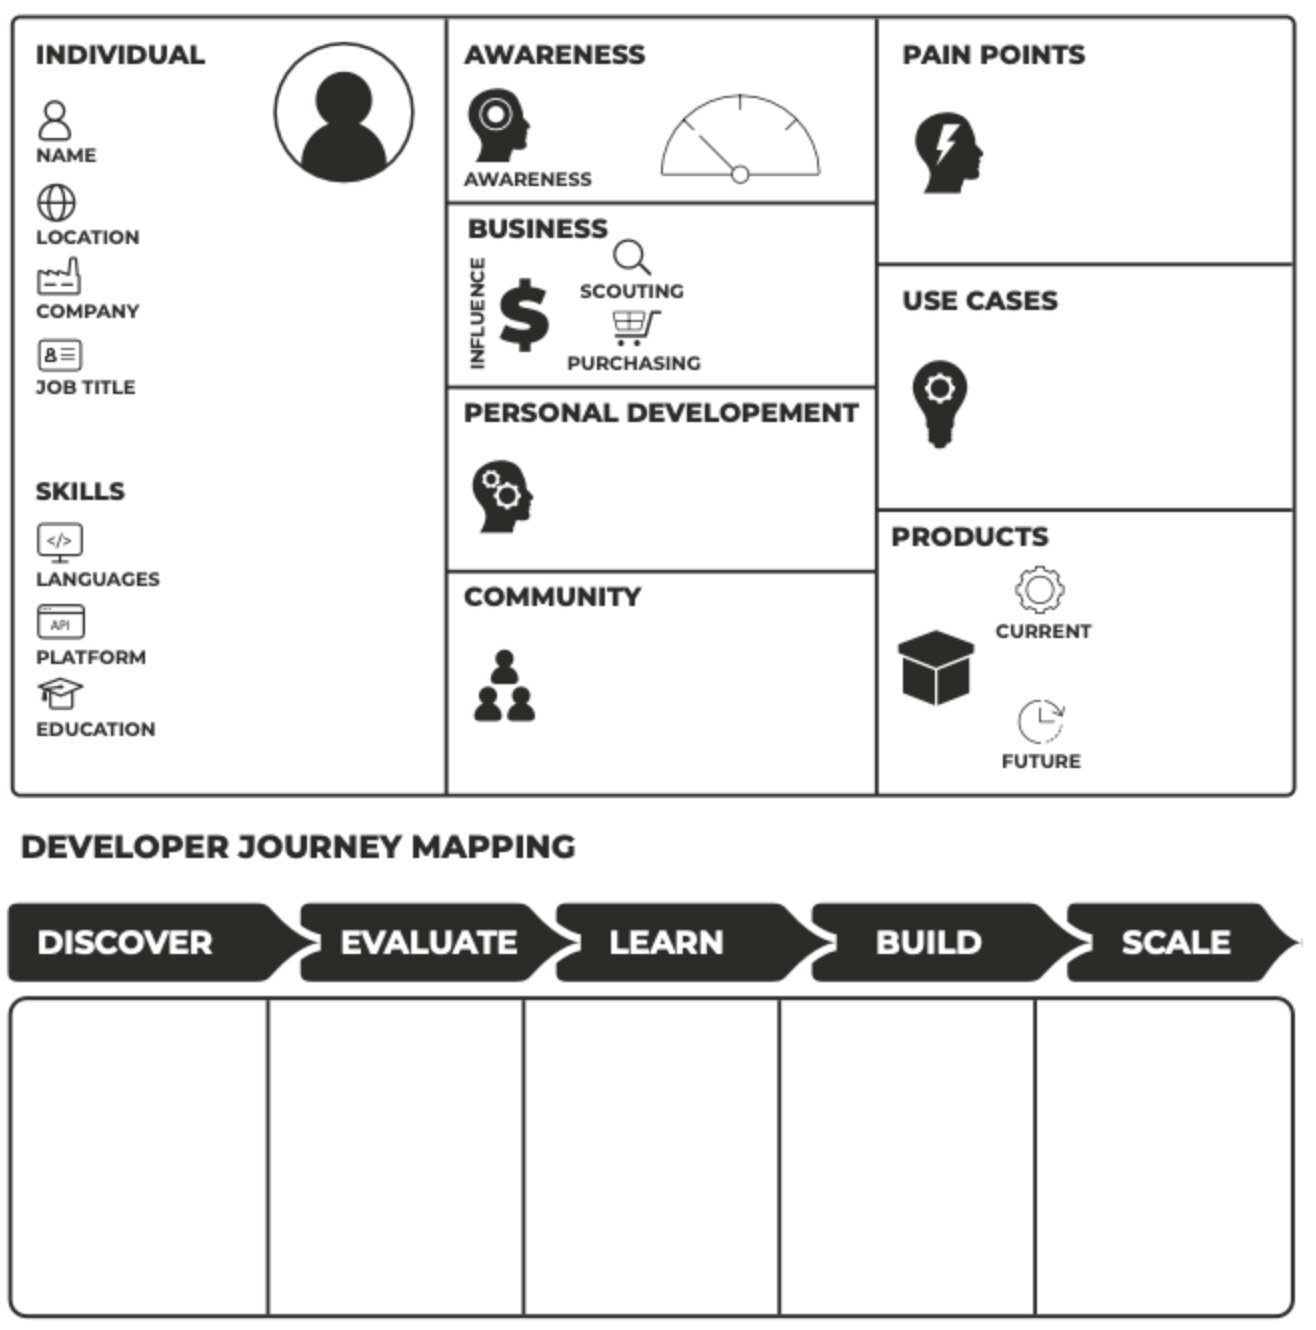 INDIVIDUAL
NAME
LOCATION
COMPANY
JOB TITLE
SKILLS
</>
LANGUAGES
API
PLATFORM
EDUCATION
AWARENESS
AWARENESS
BUSINESS
INFLUENCE
$
SCOUTING
PURCHASING
PERSONAL DEVELOPEMENT
COMMUNITY
PAIN POINTS
USE CASES
PRODUCTS
CURRENT
FUTURE
DEVELOPER JOURNEY MAPPING
DISCOVER
EVALUATE
LEARN
BUILD
SCALE